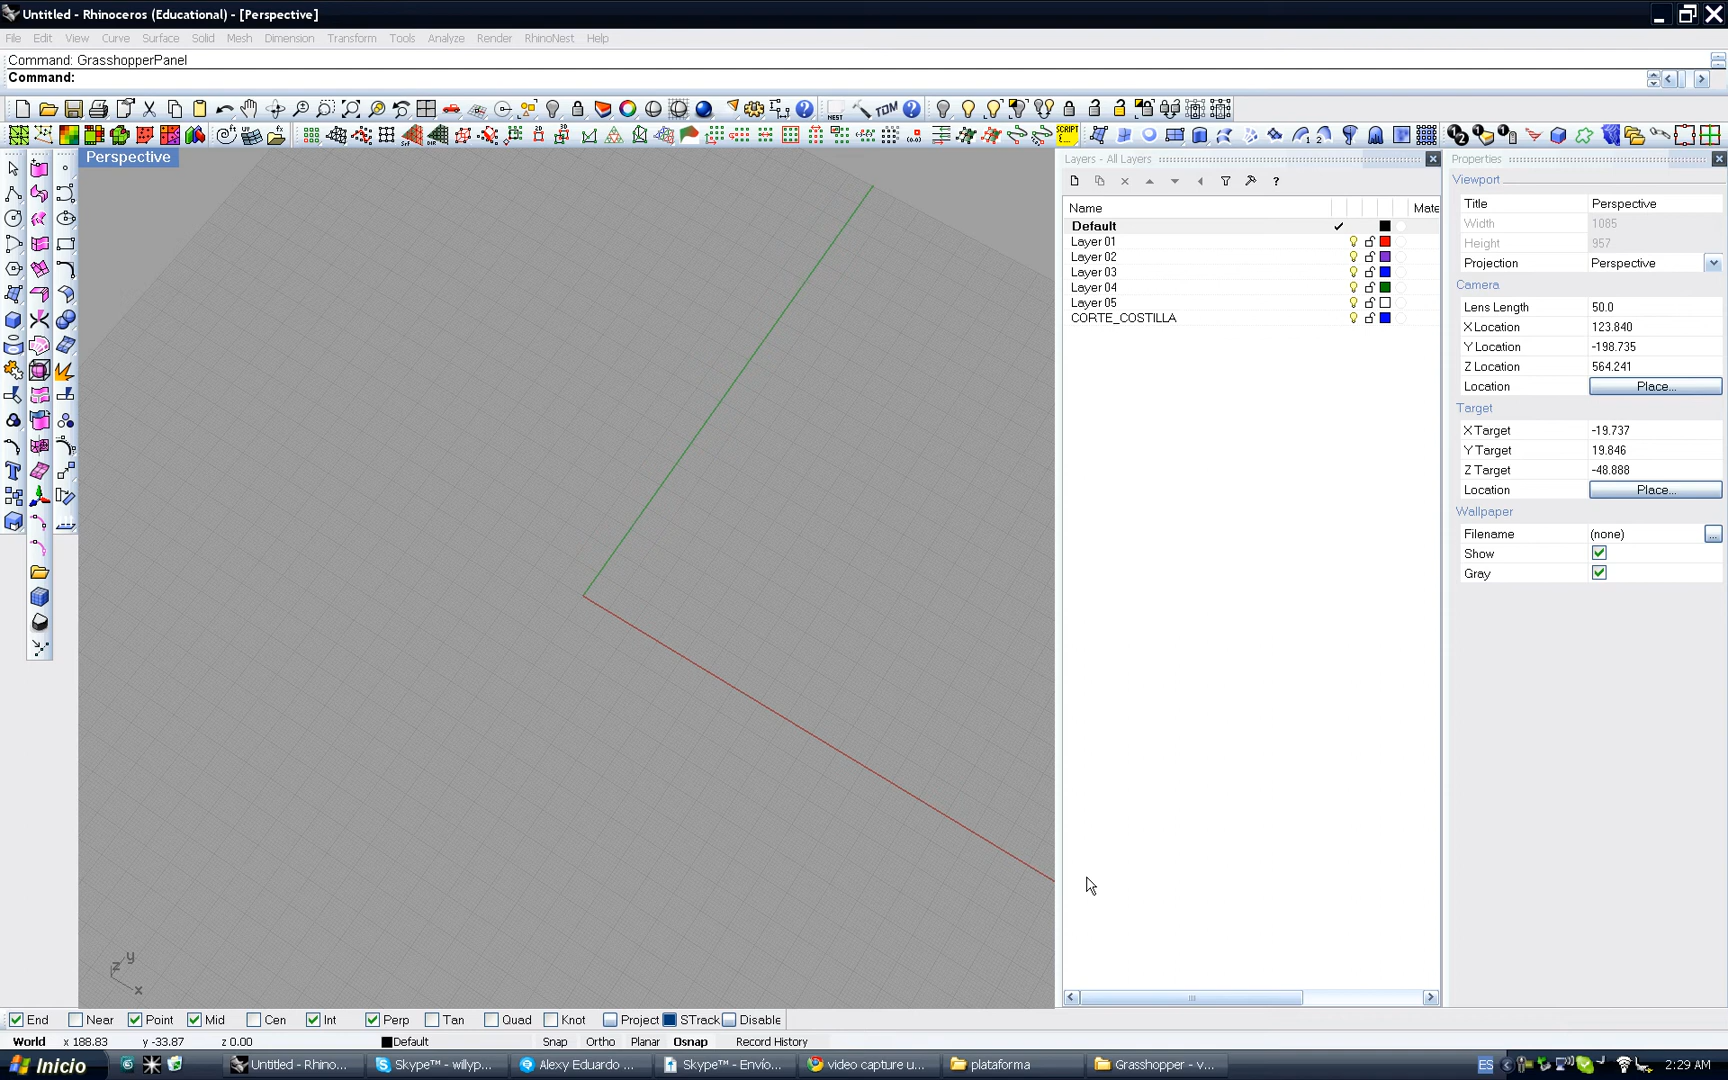 Untitled - Rhinoceros (Educational) - [Perspective]
File Edit View Curve Surface Solid Mesh Dimension Transform Tools Analyze Render RhinoNest Help
Command: GrasshopperPanel
Command:
NEST TDM
SCRIPT
Perspective
Layers - All Layers
Name Mate
Default
Layer 01
Layer 02
Layer 03
Layer 04
Layer 05
CORTE_COSTILLA
Properties
Viewport
Title Perspective
Width 1085
Height 957
Projection Perspective
Camera
Lens Length 50.0
X Location 123.840
Y Location -198.735
Z Location 564.241
Location Place...
Target
X Target -19.737
Y Target 19.846
Z Target -48.888
Location Place...
Wallpaper
Filename (none) ...
Show
Gray
z y
x
End Near Point Mid Cen Int Perp Tan Quad Knot Project STrack Disable
World x 188.83 y -33.87 z 0.00 Default Snap Ortho Planar Osnap Record History
Inicio Untitled - Rhino... Skype™ - willyp... Alexy Eduardo ... Skype™ - Envío... video capture u... plataforma Grasshopper - v... ES 2:29 AM